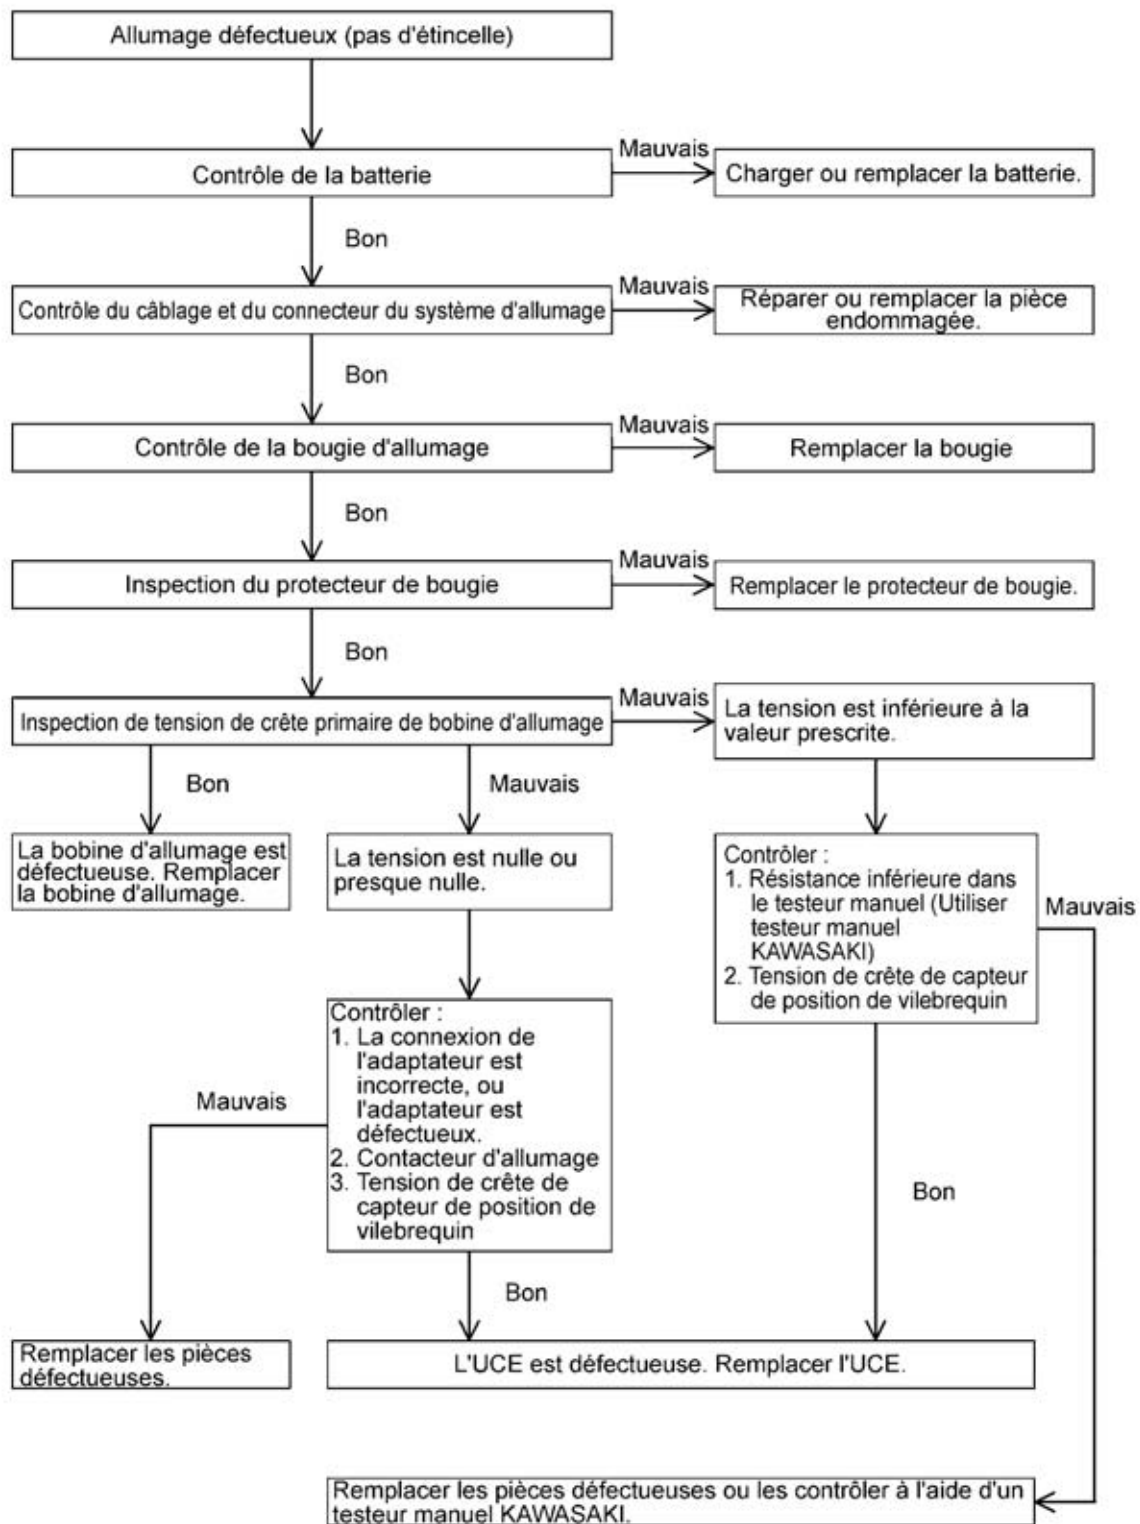 Allumage défectueux (pas d'étincelle)
Mauvais
Contrôle de la batterie
Charger ou remplacer la batterie.
Bon
Mauvais
Contrôle du câblage et du connecteur du système d'allumage
Réparer ou remplacer la pièce
endommagée.
Bon
Mauvais
Contrôle de la bougie d'allumage
Remplacer la bougie
Bon
Mauvais
Inspection du protecteur de bougie
Remplacer le protecteur de bougie.
Bon
Mauvais
Inspection de tension de crête primaire de bobine d'allumage
La tension est inférieure à la
valeur prescrite.
Bon
Mauvais
La bobine d'allumage est
défectueuse. Remplacer
la bobine d'allumage.
La tension est nulle ou
presque nulle.
Contrôler :
1. Résistance inférieure dans
le testeur manuel (Utiliser
testeur manuel
KAWASAKI)
2. Tension de crête de capteur
de position de vilebrequin
Mauvais
Contrôler :
1. La connexion de
l'adaptateur est
incorrecte, ou
l'adaptateur est
défectueux.
2. Contacteur d'allumage
3. Tension de crête de
capteur de position de
vilebrequin
Mauvais
Bon
Bon
Remplacer les pièces
défectueuses.
L'UCE est défectueuse. Remplacer l'UCE.
Remplacer les pièces défectueuses ou les contrôler à l'aide d'un
testeur manuel KAWASAKI.